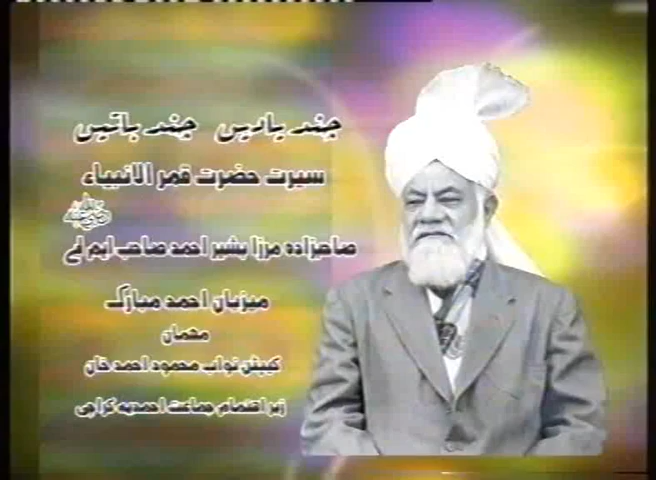 چند یادیں چند باتیں
سیرت حضرت قمر الانبیاء
صاحبزادہ مرزا بشیر احمد صاحب ایم اے
میزبان احمد مبارک
مہمان
کیپٹن نواب محمود احمد خان
زیر اہتمام جماعت احمدیہ کراچی